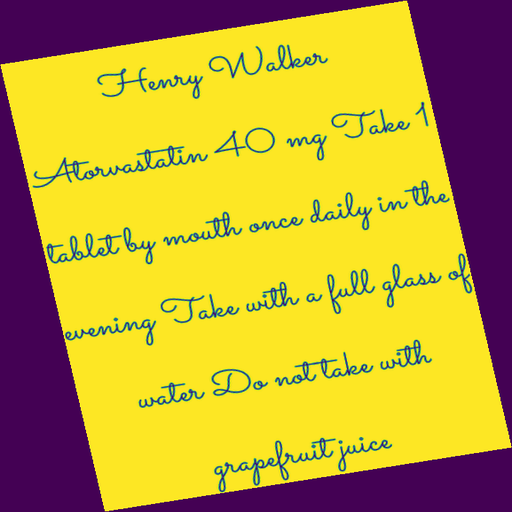 Henry Walker
Atorvastatin 40 mg Take 1
tablet by mouth once daily in the
evening Take with a full glass of
water Do not take with
grapefruit juice